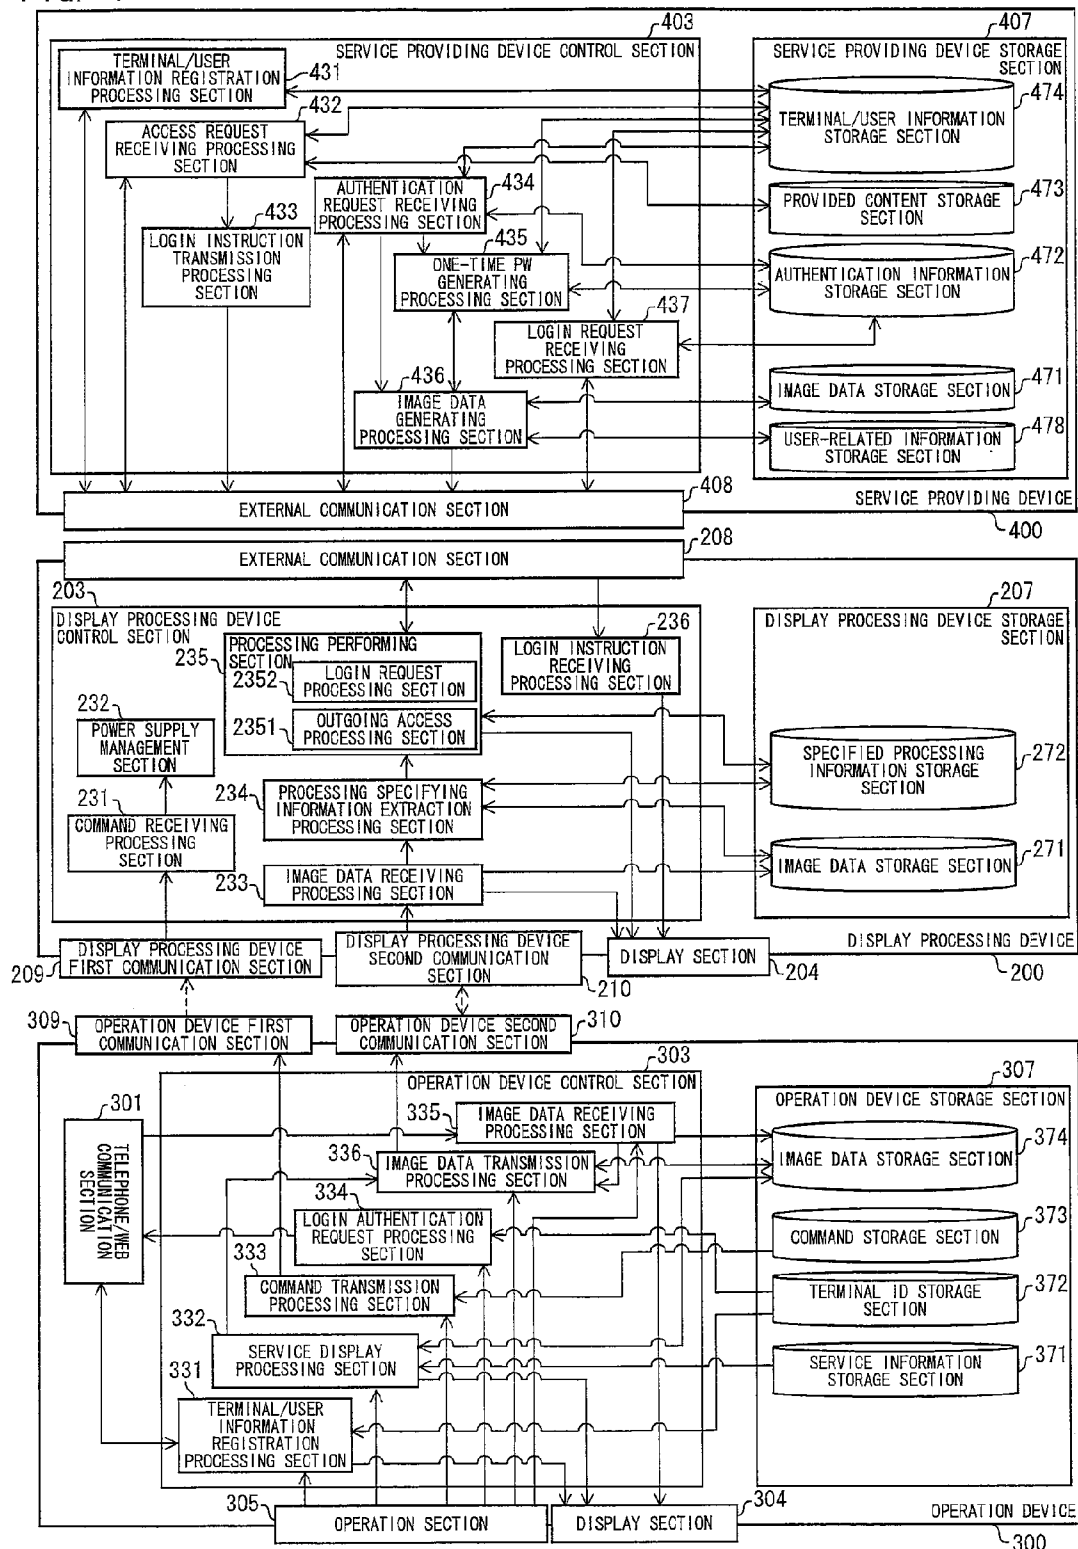 403
407
SERVICE PROVIDING DEVICE CONTROL SECTION
SERVICE PROVIDING DEVICE STORAGE
SECTION
TERMINAL/USER
INFORMATION REGISTRATION
PROCESSING SECTION
431
474
TERMINAL/USER INFORMATION
STORAGE SECTION
432
ACCESS REQUEST
RECEIVING PROCESSING
SECTION
AUTHENTICATION
REQUEST RECEIVING
PROCESSING SECTION
434
PROVIDED CONTENT STORAGE
SECTION
473
433
LOGIN INSTRUCTION
TRANSMISSION
PROCESSING
SECTION
435
ONE-TIME PW
GENERATING
PROCESSING SECTION
AUTHENTICATION INFORMATION
STORAGE SECTION
472
437
LOGIN REQUEST
RECEIVING
PROCESSING SECTION
436
IMAGE DATA
GENERATING
PROCESSING SECTION
IMAGE DATA STORAGE SECTION
471
USER-RELATED INFORMATION
STORAGE SECTION
478
408
EXTERNAL COMMUNICATION SECTION
SERVICE PROVIDING DEVICE
400
208
EXTERNAL COMMUNICATION SECTION
203
207
DISPLAY PROCESSING DEVICE
CONTROL SECTION
DISPLAY PROCESSING DEVICE STORAGE
SECTION
235
PROCESSING PERFORMING
SECTION
2352
LOGIN REQUEST
PROCESSING SECTION
236
LOGIN INSTRUCTION
RECEIVING
PROCESSING SECTION
2351
OUTGOING ACCESS
PROCESSING SECTION
232
POWER SUPPLY
MANAGEMENT
SECTION
SPECIFIED PROCESSING
INFORMATION STORAGE
SECTION
272
234
PROCESSING SPECIFYING
INFORMATION EXTRACTION
PROCESSING SECTION
231
COMMAND RECEIVING
PROCESSING
SECTION
IMAGE DATA STORAGE SECTION
271
233
IMAGE DATA RECEIVING
PROCESSING SECTION
DISPLAY PROCESSING DEVICE
FIRST COMMUNICATION SECTION
209
DISPLAY PROCESSING DEVICE
SECOND COMMUNICATION
SECTION
210
DISPLAY SECTION
204
DISPLAY PROCESSING DEVICE
200
309
OPERATION DEVICE FIRST
COMMUNICATION SECTION
OPERATION DEVICE SECOND
COMMUNICATION SECTION
310
303
OPERATION DEVICE CONTROL SECTION
307
OPERATION DEVICE STORAGE SECTION
301
TELEPHONE/WEB
COMMUNICATION
SECTION
335
IMAGE DATA RECEIVING
PROCESSING SECTION
IMAGE DATA STORAGE SECTION
374
336
IMAGE DATA TRANSMISSION
PROCESSING SECTION
334
LOGIN AUTHENTICATION
REQUEST PROCESSING
SECTION
COMMAND STORAGE SECTION
373
333
COMMAND TRANSMISSION
PROCESSING SECTION
TERMINAL ID STORAGE
SECTION
372
332
SERVICE DISPLAY
PROCESSING SECTION
SERVICE INFORMATION
STORAGE SECTION
371
331
TERMINAL/USER
INFORMATION
REGISTRATION
PROCESSING SECTION
305
OPERATION SECTION
DISPLAY SECTION
304
OPERATION DEVICE
300